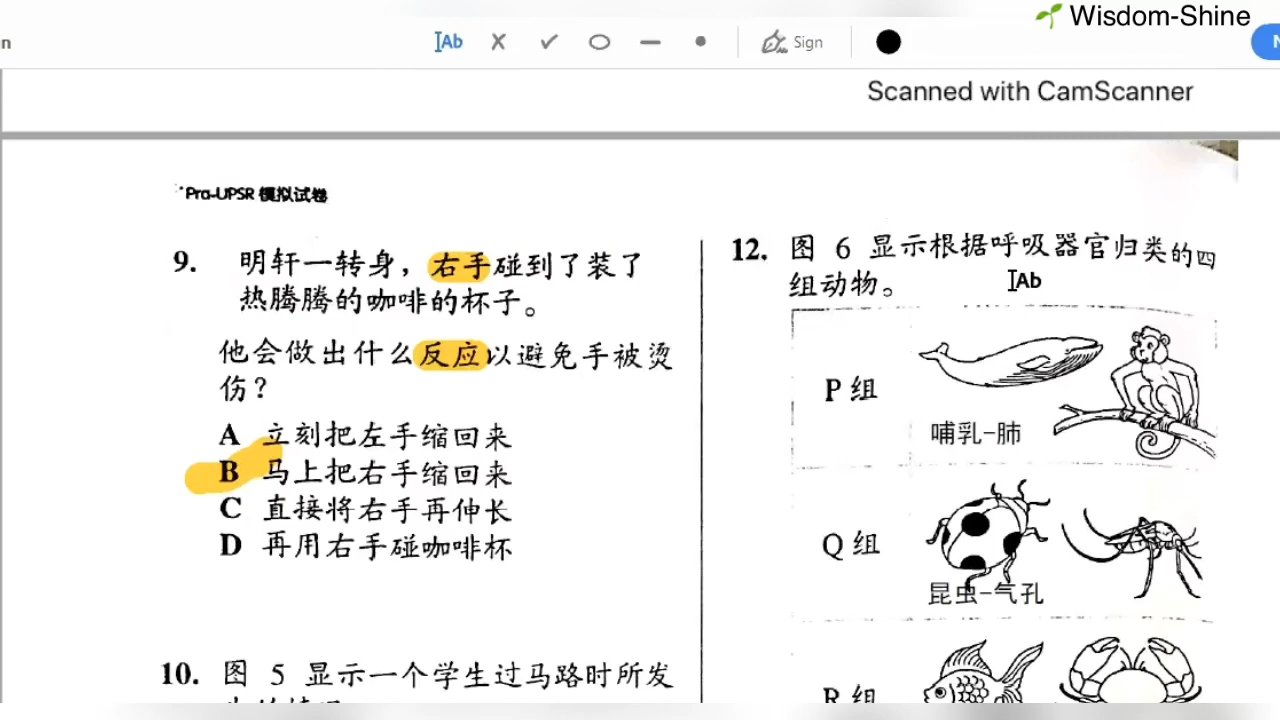 Wisdom-Shine
n
IAb
Sign
N
Scanned with CamScanner
Pra-UPSR 模拟试卷
9. 明轩一转身，右手碰到了装了
热腾腾的咖啡的杯子。
他会做出什么反应以避免手被烫
伤？
A 立刻把左手缩回来
B 马上把右手缩回来
C 直接将右手再伸长
D 再用右手碰咖啡杯
10. 图 5 显示一个学生过马路时所发
12. 图 6 显示根据呼吸器官归类的四
组动物。
IAb
P 组
哺乳-肺
Q 组
昆虫-气孔
R 组